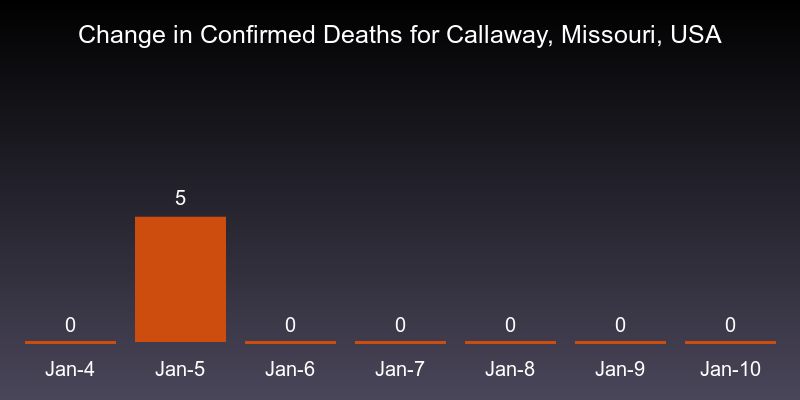 Change in Confirmed Deaths for Callaway, Missouri, USA
5
0 0 0 0 0 0
Jan-4 Jan-5 Jan-6 Jan-7 Jan-8 Jan-9 Jan-10